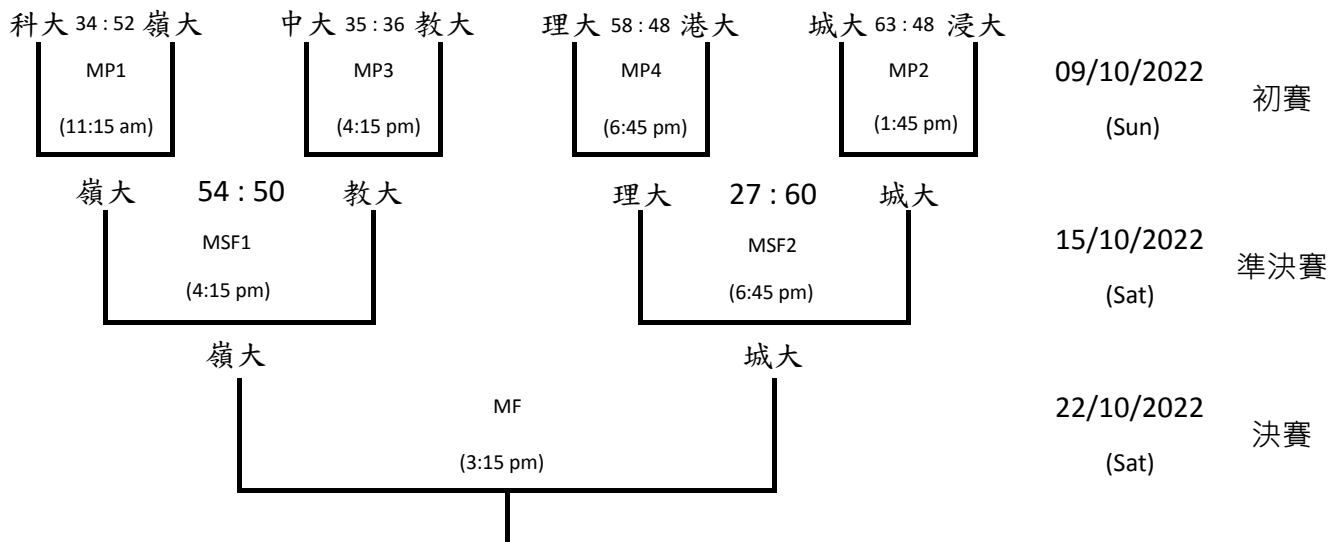 科大 34 : 52 嶺大 中大 35 : 36 教大 理大 58 : 48 港大 城大 63 : 48 浸大
MP1 MP3 MP4 MP2 09/10/2022 初賽
(11:15 am) (4:15 pm) (6:45 pm) (1:45 pm) (Sun)
嶺大 54 : 50 教大 理大 27 : 60 城大
MSF1 MSF2 15/10/2022 準決賽
(4:15 pm) (6:45 pm) (Sat)
嶺大 城大
MF 22/10/2022 決賽
(3:15 pm) (Sat)